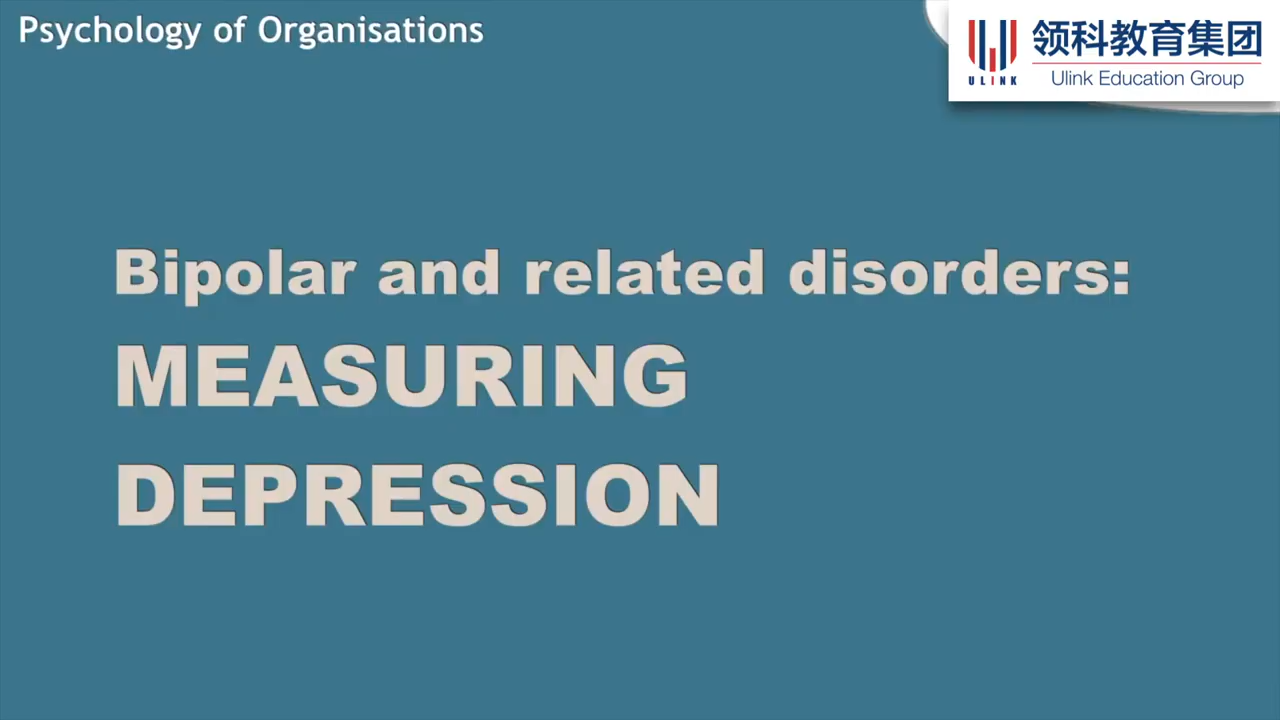 Psychology of Organisations
ULINK
领科教育集团
Ulink Education Group
Bipolar and related disorders:
MEASURING
DEPRESSION